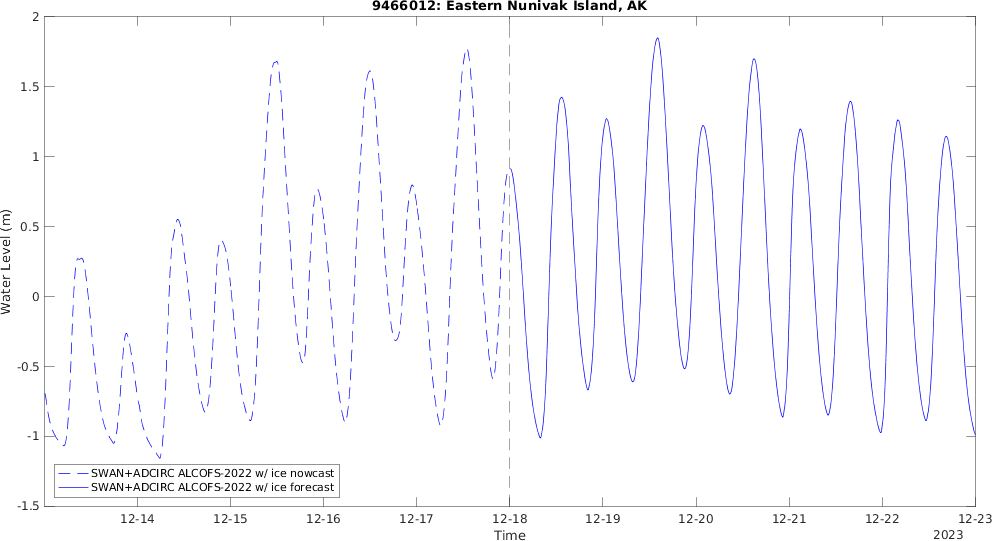 9466012: Eastern Nunivak Island, AK
2
1.5
1
0.5
0
-0.5
-1
-1.5
Water Level (m)
SWAN+ADCIRC ALCOFS-2022 w/ ice nowcast
SWAN+ADCIRC ALCOFS-2022 w/ ice forecast
12-14 12-15 12-16 12-17 12-18 12-19 12-20 12-21 12-22 12-23
Time
2023